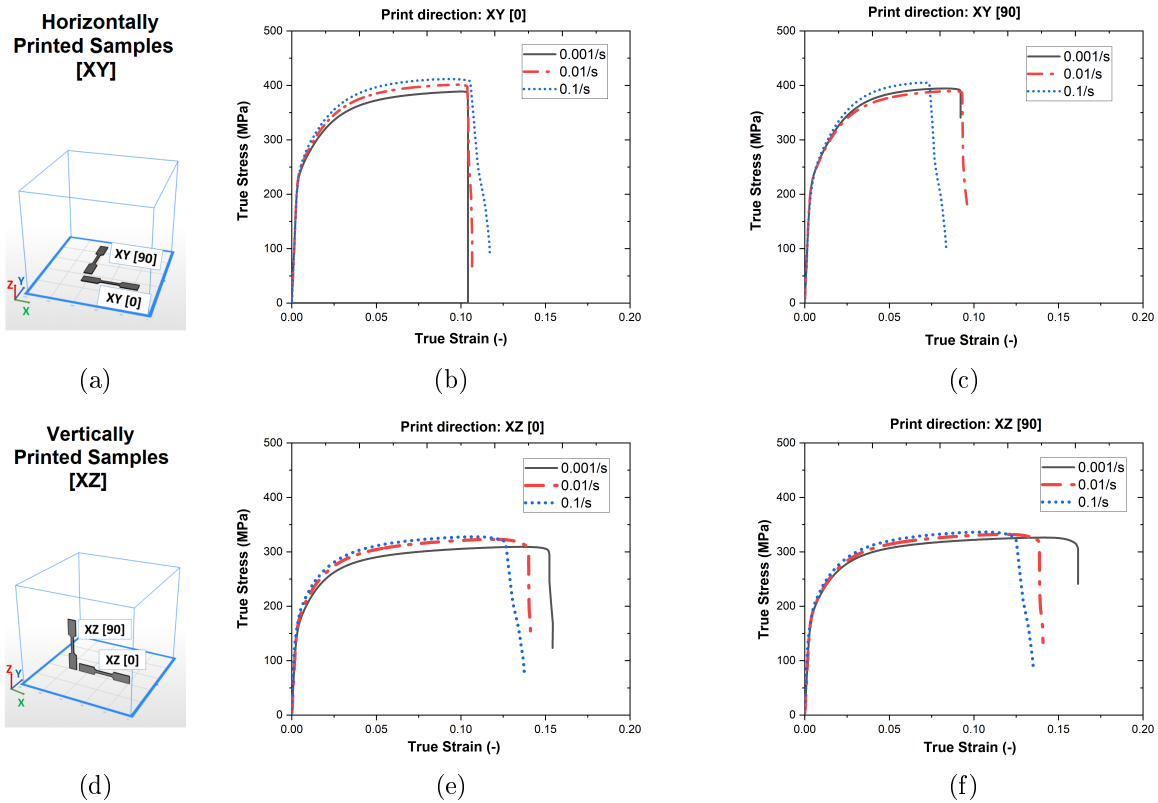 Horizontally
Printed Samples
[XY]
XY [90]
XY [0]
Z
Y
X
(a)
Print direction: XY [0]
0.001/s
0.01/s
0.1/s
True Stress (MPa)
500
400
300
200
100
0
0.00 0.05 0.10 0.15 0.20
True Strain (-)
(b)
Print direction: XY [90]
0.001/s
0.01/s
0.1/s
True Stress (MPa)
500
400
300
200
100
0
0.00 0.05 0.10 0.15 0.20
True Strain (-)
(c)
Vertically
Printed Samples
[XZ]
XZ [90]
XZ [0]
Z
Y
X
(d)
Print direction: XZ [0]
0.001/s
0.01/s
0.1/s
True Stress (MPa)
500
400
300
200
100
0
0.00 0.05 0.10 0.15 0.20
True Strain (-)
(e)
Print direction: XZ [90]
0.001/s
0.01/s
0.1/s
True Stress (MPa)
500
400
300
200
100
0
0.00 0.05 0.10 0.15 0.20
True Strain (-)
(f)